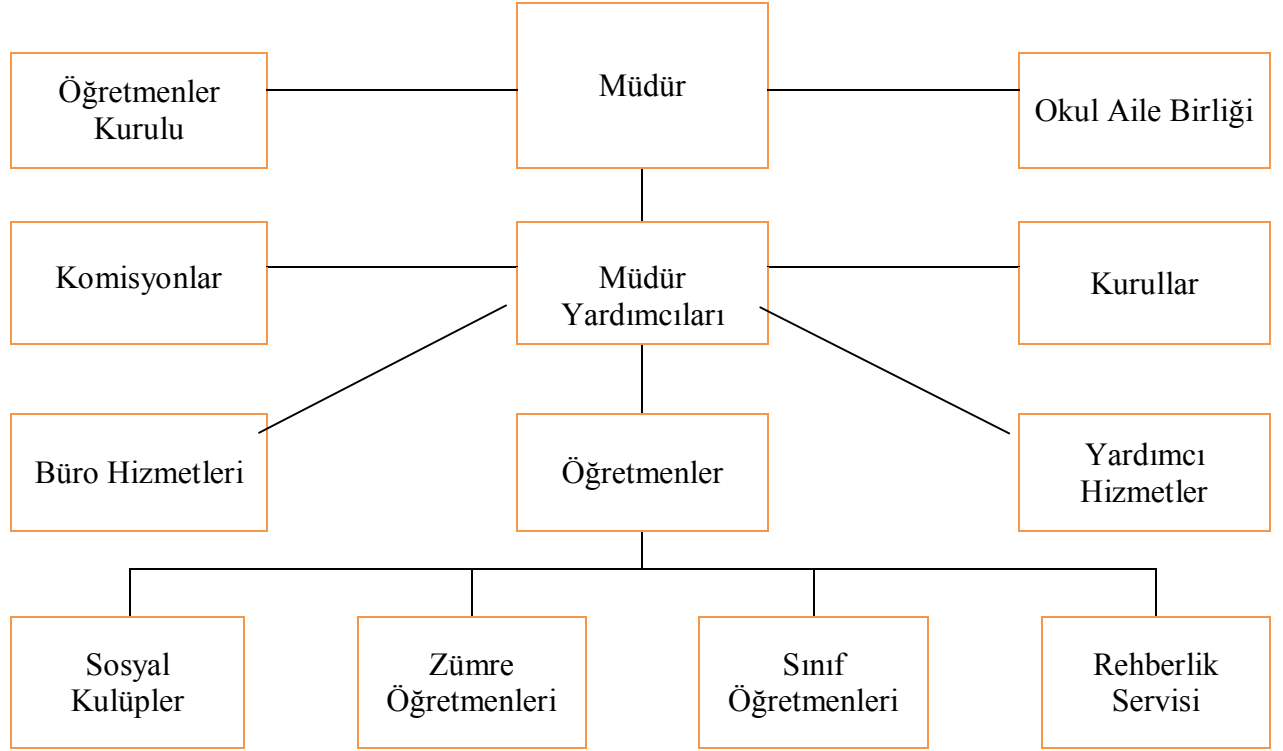 Müdür
Öğretmenler
Kurulu
Okul Aile Birliği
Komisyonlar
Müdür
Yardımcıları
Kurullar
Büro Hizmetleri
Öğretmenler
Yardımcı
Hizmetler
Sosyal
Kulüpler
Zümre
Öğretmenleri
Sınıf
Öğretmenleri
Rehberlik
Servisi